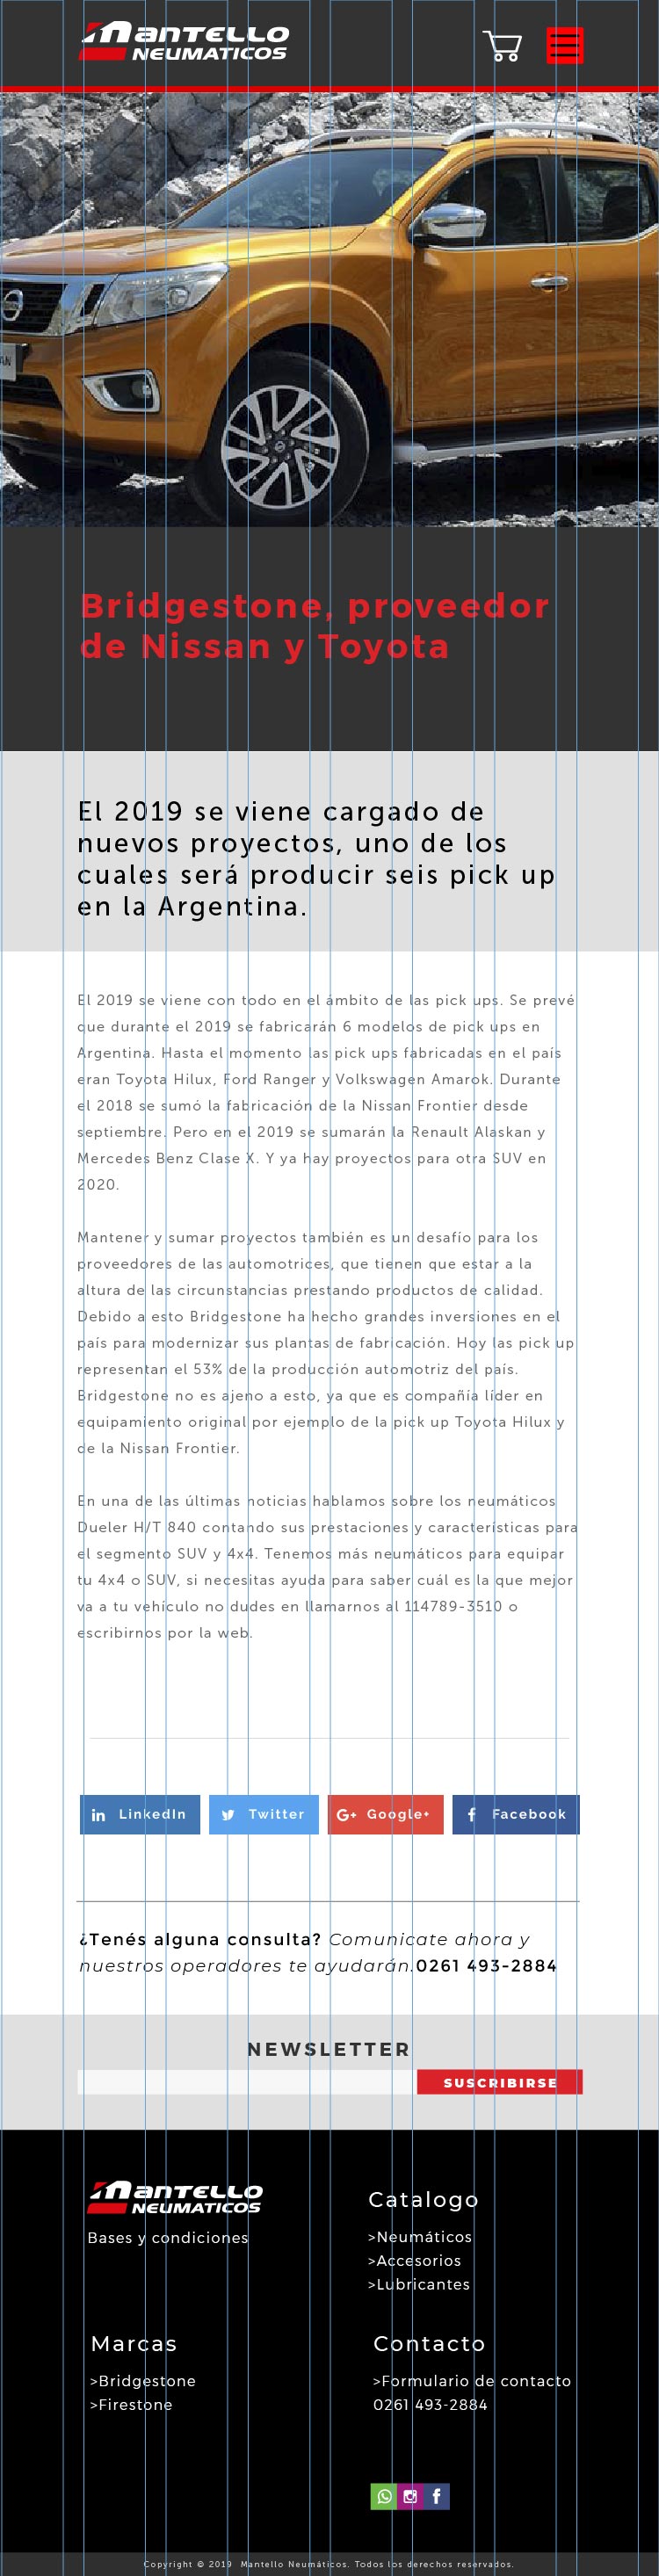 mantello
NEUMATICOS
Bridgestone, proveedor
de Nissan y Toyota
El 2019 se viene cargado de
nuevos proyectos, uno de los
cuales será producir seis pick up
en la Argentina.
El 2019 se viene con todo en el ámbito de las pick ups. Se prevé
que durante el 2019 se fabricarán 6 modelos de pick ups en
Argentina. Hasta el momento las pick ups fabricadas en el país
eran Toyota Hilux, Ford Ranger y Volkswagen Amarok. Durante
el 2018 se sumó la fabricación de la Nissan Frontier desde
septiembre. Pero en el 2019 se sumarán la Renault Alaskan y
Mercedes Benz Clase X. Y ya hay proyectos para otra SUV en
2020.
Mantener y sumar proyectos también es un desafío para los
proveedores de las automotrices, que tienen que estar a la
altura de las circunstancias prestando productos de calidad.
Debido a esto Bridgestone ha hecho grandes inversiones en el
país para modernizar sus plantas de fabricación. Hoy las pick up
representan el 53% de la producción automotriz del país.
Bridgestone no es ajeno a esto, ya que es compañía líder en
equipamiento original por ejemplo de la pick up Toyota Hilux y
de la Nissan Frontier.
En una de las últimas noticias hablamos sobre los neumáticos
Dueler H/T 840 contando sus prestaciones y características para
el segmento SUV y 4x4. Tenemos más neumáticos para equipar
tu 4x4 o SUV, si necesitas ayuda para saber cuál es la que mejor
va a tu vehículo no dudes en llamarnos al 114789-3510 o
escribirnos por la web.
in LinkedIn Twitter G+ Google+ f Facebook
¿Tenés alguna consulta? Comunicate ahora y
nuestros operadores te ayudarán.0261 493-2884
NEWSLETTER
SUSCRIBIRSE
mantello
NEUMATICOS
Bases y condiciones
Catalogo
>Neumáticos
>Accesorios
>Lubricantes
Marcas
>Bridgestone
>Firestone
Contacto
>Formulario de contacto
0261 493-2884
f
Copyright © 2019 Mantello Neumáticos. Todos los derechos reservados.